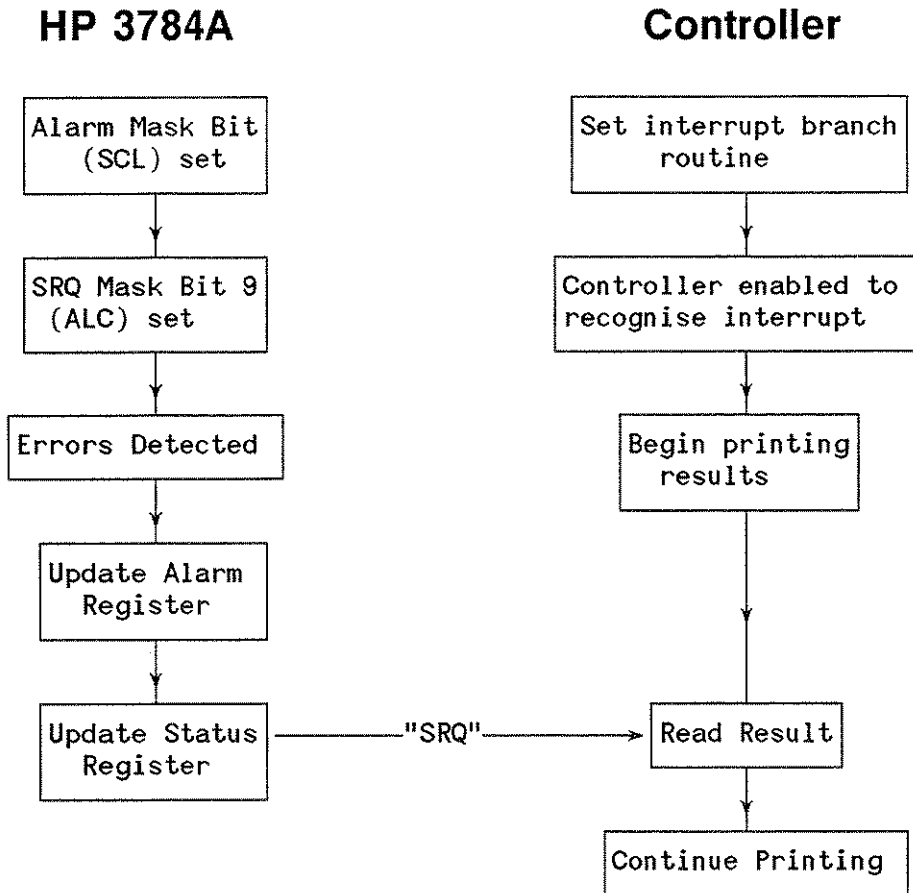 HP 3784A
Controller
Alarm Mask Bit
(SCL) set
Set interrupt branch
routine
SRQ Mask Bit 9
(ALC) set
Controller enabled to
recognise interrupt
Errors Detected
Begin printing
results
Update Alarm
Register
Update Status
Register
"SRQ"
Read Result
Continue Printing